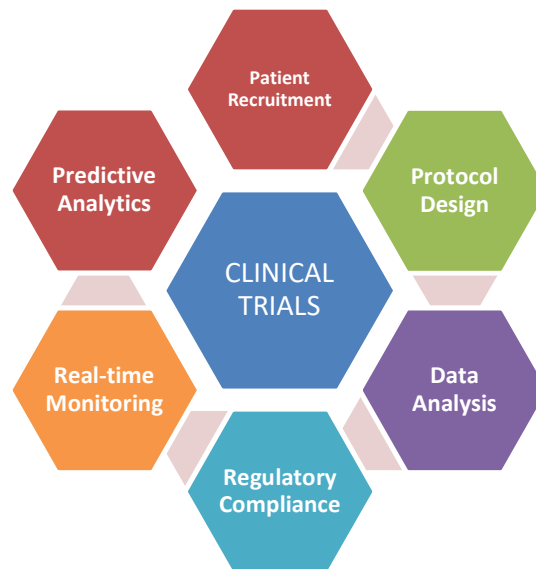 Patient
Recruitment
Predictive
Analytics
Protocol
Design
CLINICAL
TRIALS
Real-time
Monitoring
Data
Analysis
Regulatory
Compliance